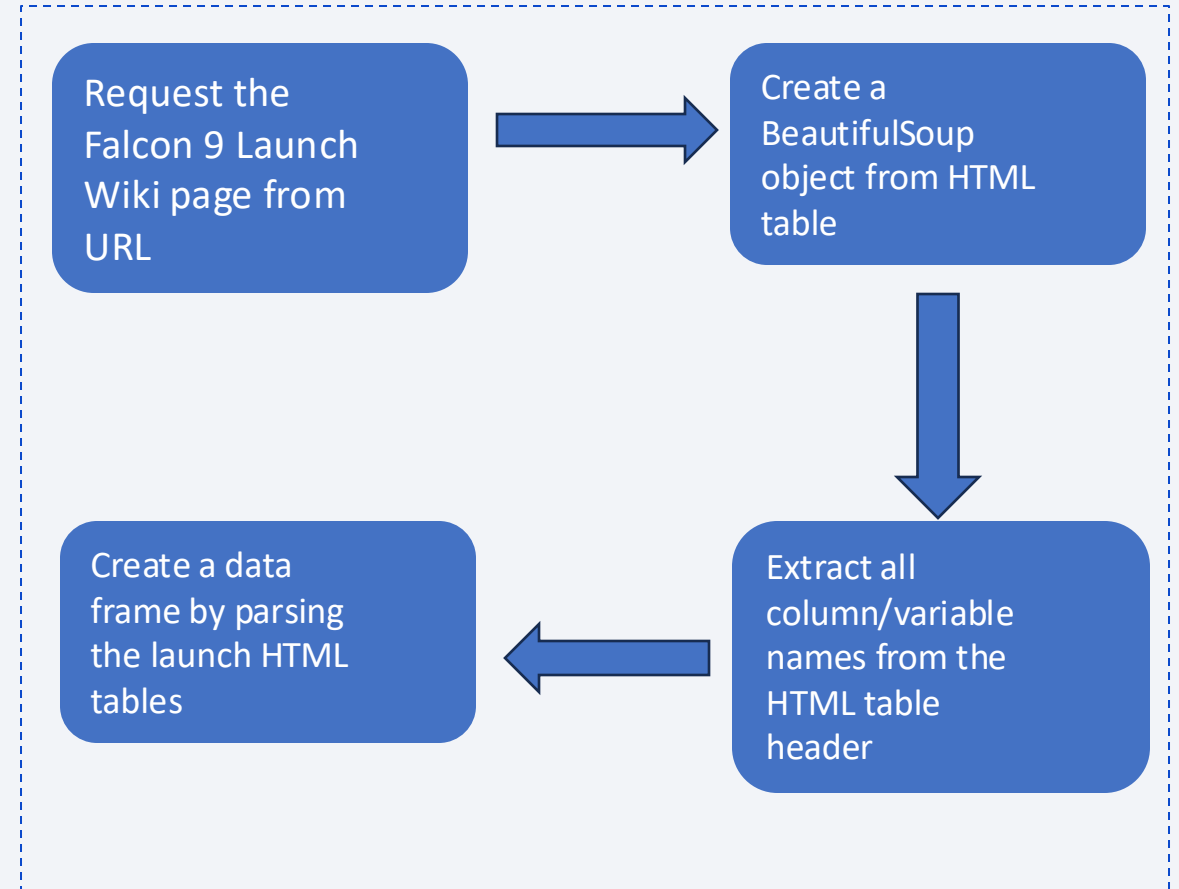 Request the
Falcon 9 Launch
Wiki page from
URL
Create a
BeautifulSoup
object from HTML
table
Extract all
column/variable
names from the
HTML table
header
Create a data
frame by parsing
the launch HTML
tables